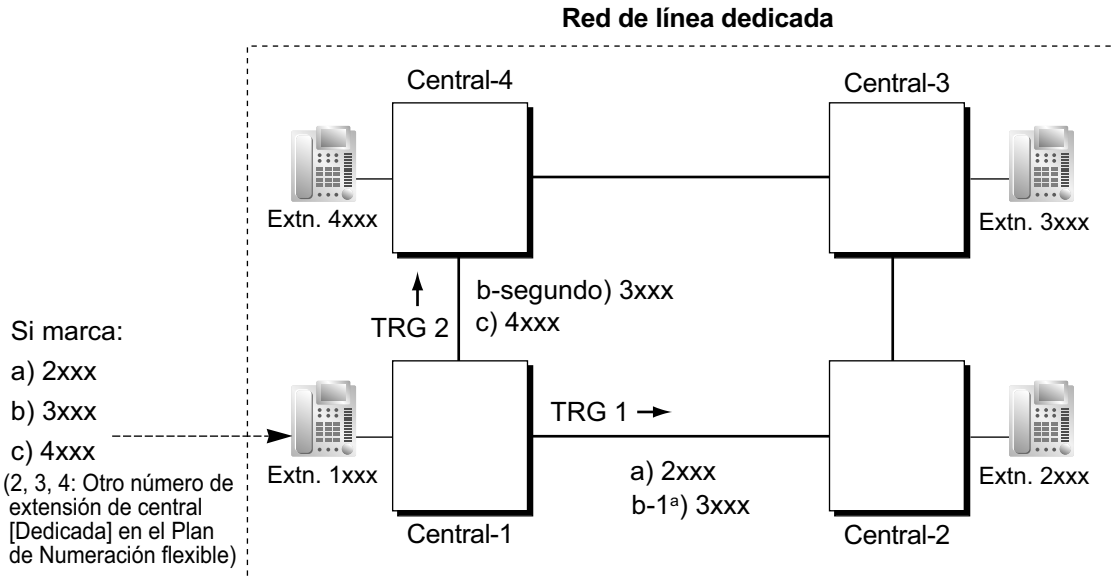 Red de línea dedicada
Central-4
Central-3
Extn. 4xxx
Extn. 3xxx
b-segundo) 3xxx
TRG 2
c) 4xxx
Si marca:
a) 2xxx
b) 3xxx
c) 4xxx
(2, 3, 4: Otro número de
extensión de central
[Dedicada] en el Plan
de Numeración flexible)
TRG 1
Extn. 1xxx
Extn. 2xxx
a) 2xxx
b-1ª) 3xxx
Central-1
Central-2